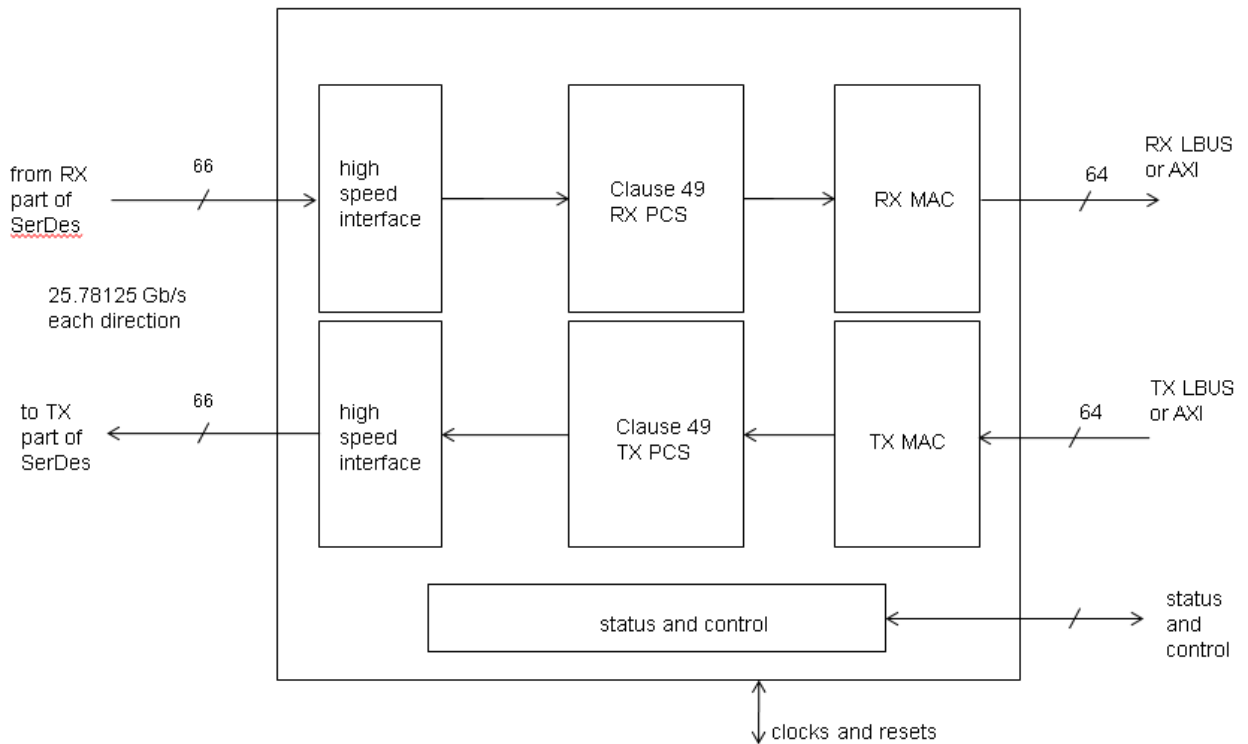 from RX
part of
SerDes
66
high
speed
interface
Clause 49
RX PCS
RX MAC
64
RX LBUS
or AXI
25.78125 Gb/s
each direction
to TX
part of
SerDes
66
high
speed
interface
Clause 49
TX PCS
TX MAC
64
TX LBUS
or AXI
status and control
status
and
control
clocks and resets